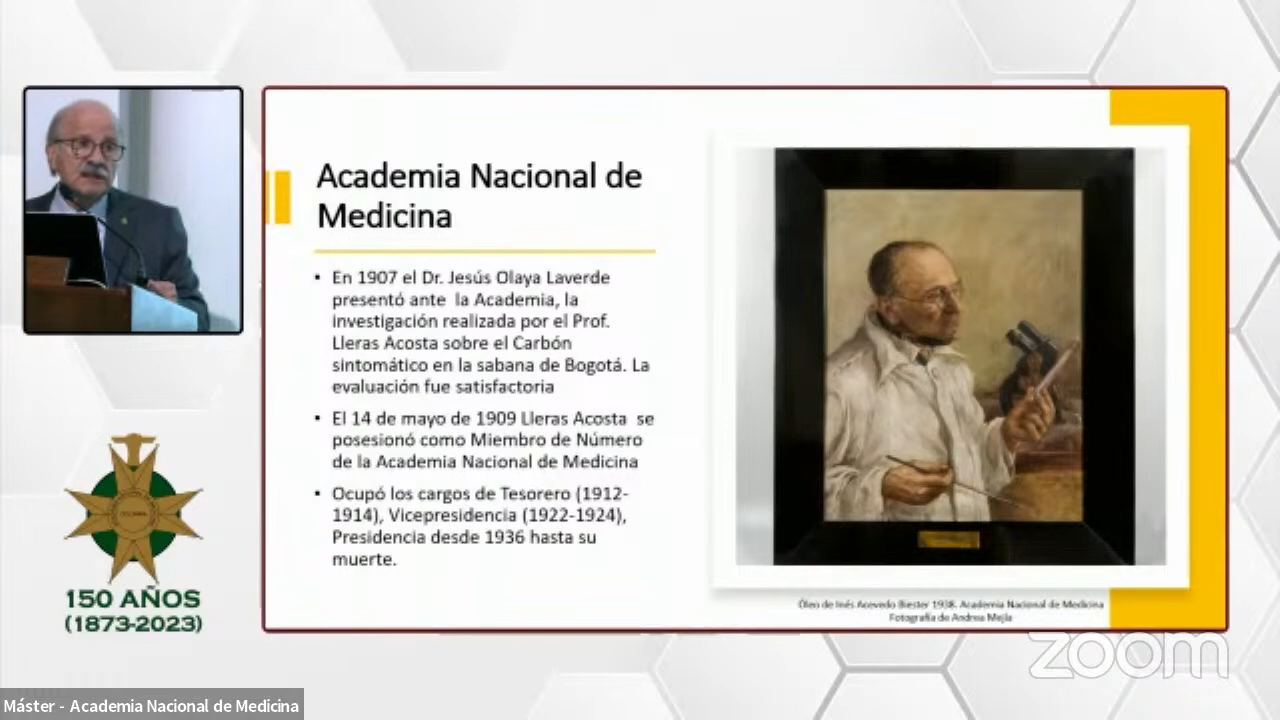 Academia Nacional de
Medicina
• En 1907 el Dr. Jesús Olaya Laverde
presentó ante la Academia, la
investigación realizada por el Prof.
Lleras Acosta sobre el Carbón
sintomático en la sabana de Bogotá. La
evaluación fue satisfactoria
• El 14 de mayo de 1909 Lleras Acosta se
posesionó como Miembro de Número
de la Academia Nacional de Medicina
• Ocupó los cargos de Tesorero (1912-
1914), Vicepresidencia (1922-1924),
Presidencia desde 1936 hasta su
muerte.
Óleo de Inés Acevedo Biester 1938. Academia Nacional de Medicina
Fotografía de Andrea Mejía
150 AÑOS
(1873-2023)
zoom
Máster - Academia Nacional de Medicina